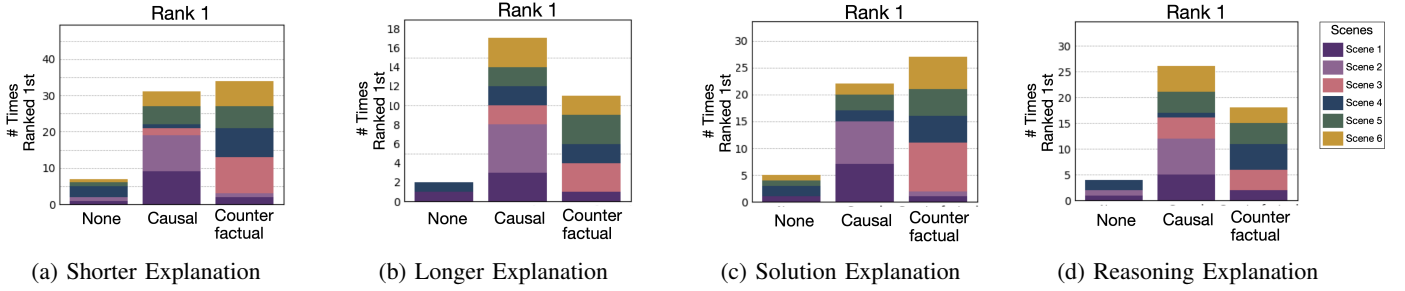 Rank 1
# Times
Ranked 1st
40
30
20
10
0
None
Causal
Counter
factual
(a) Shorter Explanation
Rank 1
# Times
Ranked 1st
18
16
14
12
10
8
6
4
2
0
None
Causal
Counter
factual
(b) Longer Explanation
Rank 1
# Times
Ranked 1st
30
25
20
15
10
5
0
None
Causal
Counter
factual
(c) Solution Explanation
Rank 1
# Times
Ranked 1st
30
25
20
15
10
5
0
None
Causal
Counter
factual
(d) Reasoning Explanation
Scenes
Scene 1
Scene 2
Scene 3
Scene 4
Scene 5
Scene 6